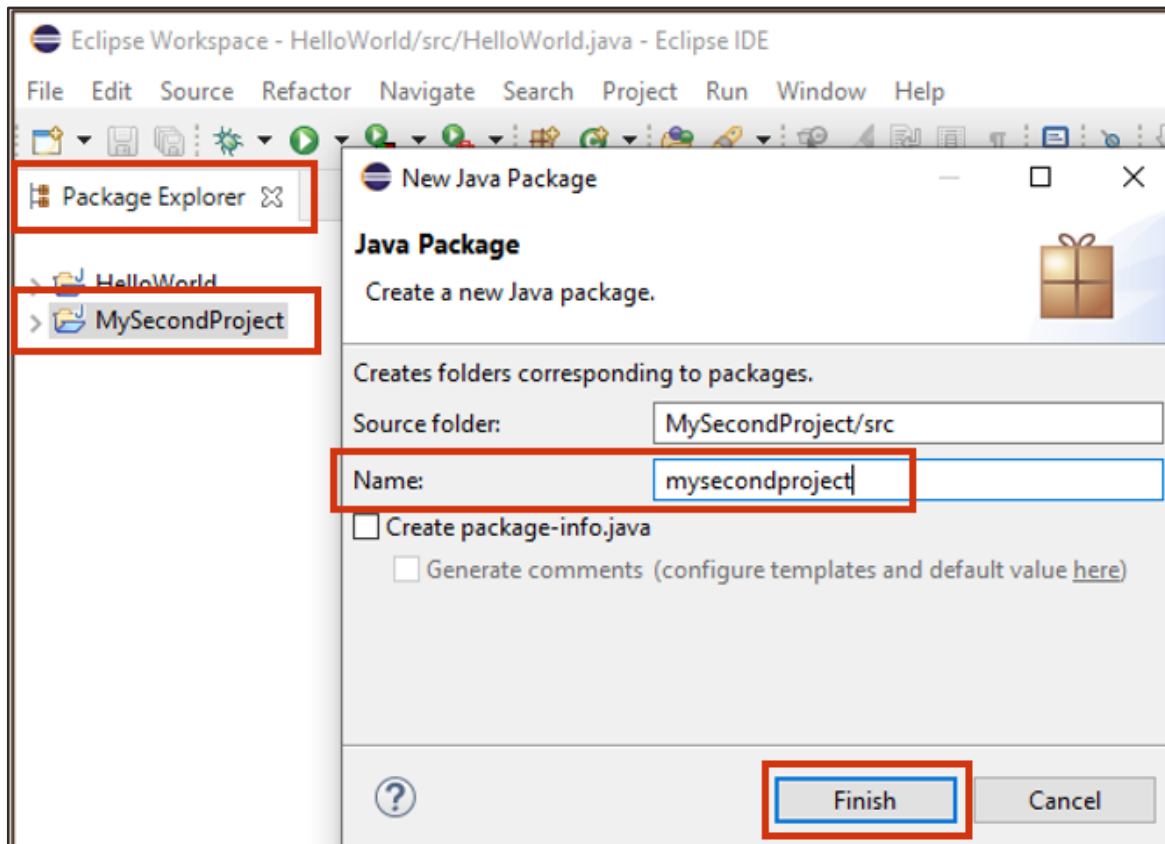 Eclipse Workspace - HelloWorld/src/HelloWorld.java - Eclipse IDE
File Edit Source Refactor Navigate Search Project Run Window Help
Package Explorer
HelloWorld
MySecondProject
New Java Package
Java Package
Create a new Java package.
Creates folders corresponding to packages.
Source folder: MySecondProject/src
Name: mysecondproject
Create package-info.java
Generate comments (configure templates and default value here)
? Finish Cancel